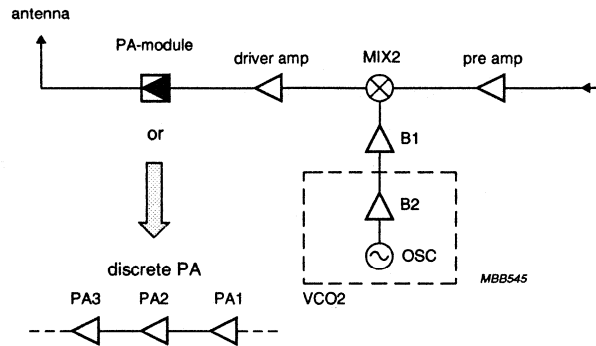 antenna
PA-module
driver amp
MIX2
pre amp
or
B1
B2
OSC
VCO2
MBB545
discrete PA
PA3 PA2 PA1